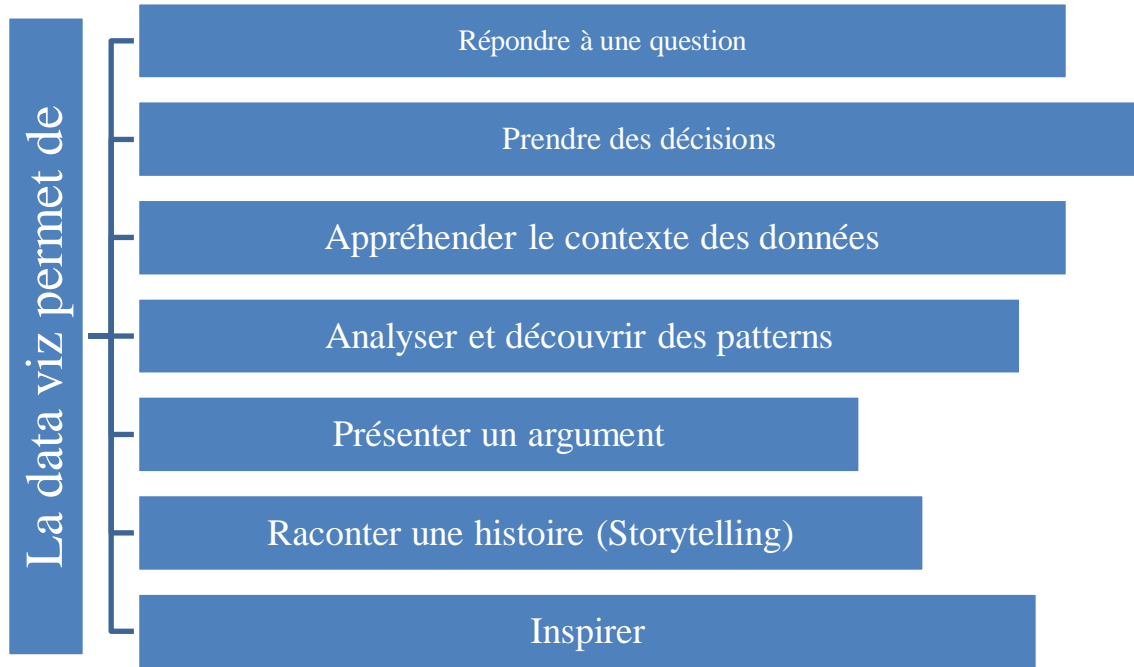 La data viz permet de
Répondre à une question
Prendre des décisions
Appréhender le contexte des données
Analyser et découvrir des patterns
Présenter un argument
Raconter une histoire (Storytelling)
Inspirer